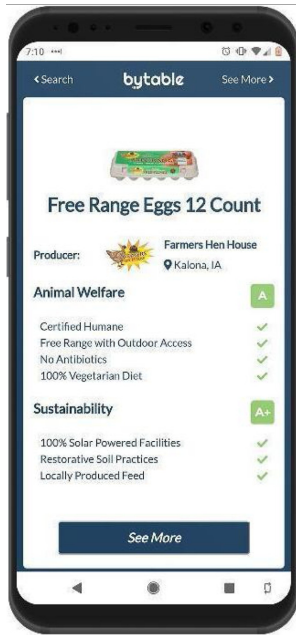 7:10
Search bytable See More
Free Range Eggs 12 Count
Producer:
Farmers Hen House
Kalona, IA
Animal Welfare A
Certified Humane
Free Range with Outdoor Access
No Antibiotics
100% Vegetarian Diet
Sustainability A+
100% Solar Powered Facilities
Restorative Soil Practices
Locally Produced Feed
See More